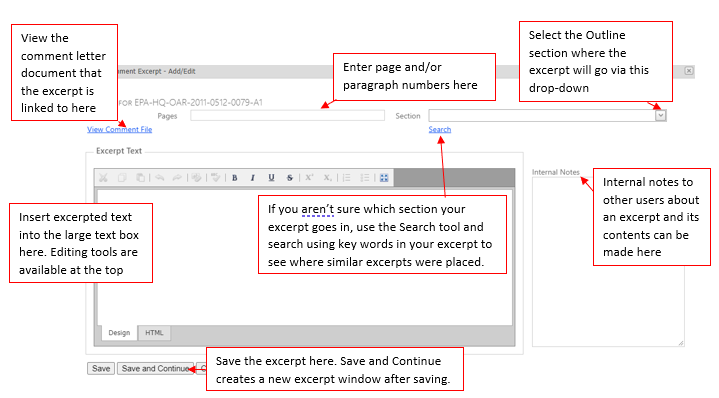 View the
comment letter
document that
the excerpt is
linked to here
Enter page and/or
paragraph numbers here
Select the Outline
section where the
excerpt will go via this
drop-down
Excerpt - Add/Edit
FOR EPA-HQ-OAR-2011-0512-0079-A1
Pages
Section
View Comment File
Search
Excerpt Text
B I U S X² X₂
Internal Notes
Insert excerpted text
into the large text box
here. Editing tools are
available at the top
If you aren't sure which section your
excerpt goes in, use the Search tool and
search using key words in your excerpt to
see where similar excerpts were placed.
Internal notes to
other users about
an excerpt and its
contents can be
made here
Design
HTML
Save
Save and Continue
Save the excerpt here. Save and Continue
creates a new excerpt window after saving.